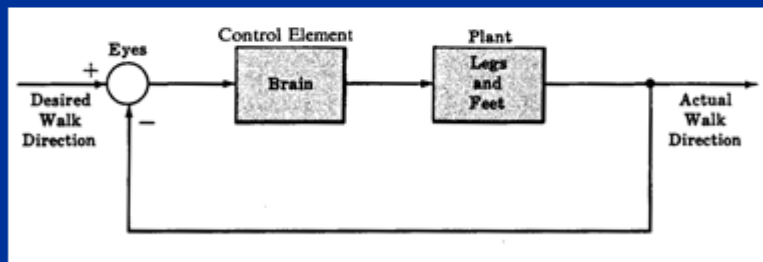 Eyes
Control Element
Plant
+
Desired
Walk
Direction
−
Brain
Legs
and
Feet
Actual
Walk
Direction